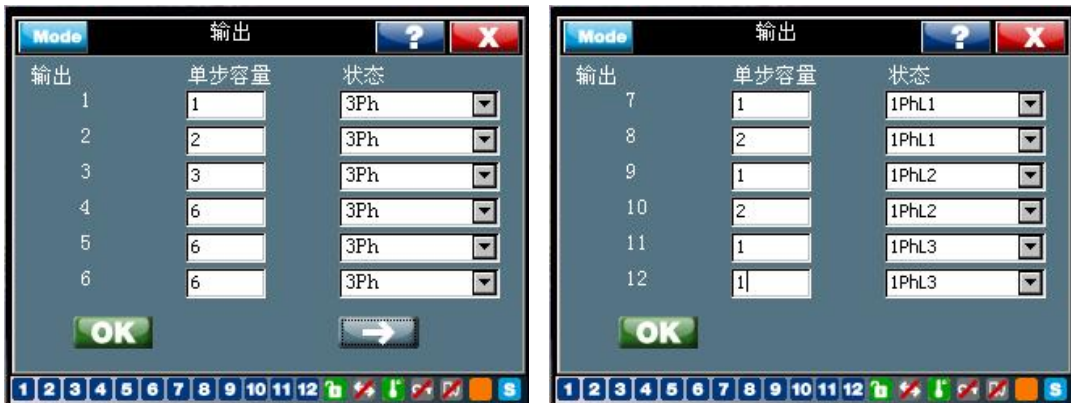 Mode 输出 ? X
输出 单步容量 状态
1 1 3Ph
2 2 3Ph
3 3 3Ph
4 6 3Ph
5 6 3Ph
6 6 3Ph
OK →
1 2 3 4 5 6 7 8 9 10 11 12 S
Mode 输出 ? X
输出 单步容量 状态
7 1 1PhL1
8 2 1PhL1
9 1 1PhL2
10 2 1PhL2
11 1 1PhL3
12 1 1PhL3
OK
1 2 3 4 5 6 7 8 9 10 11 12 S